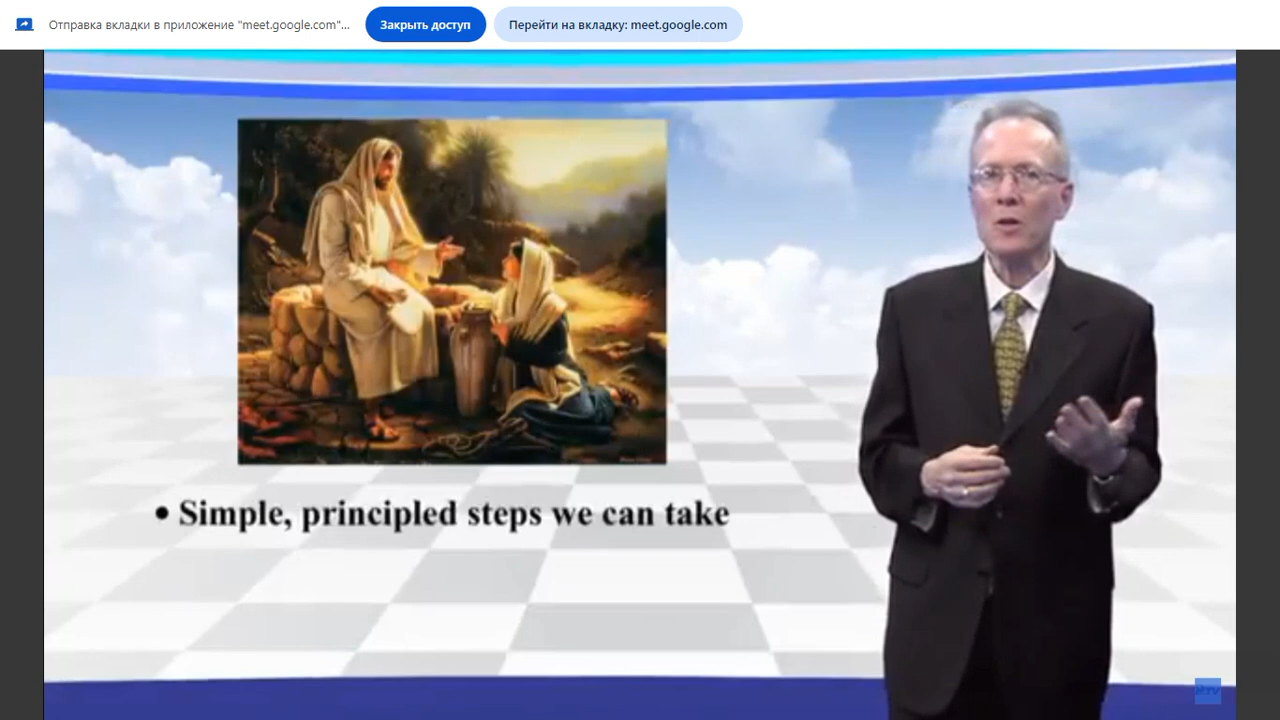 Отправка вкладки в приложение "meet.google.com"...
Закрыть доступ
Перейти на вкладку: meet.google.com
• Simple, principled steps we can take